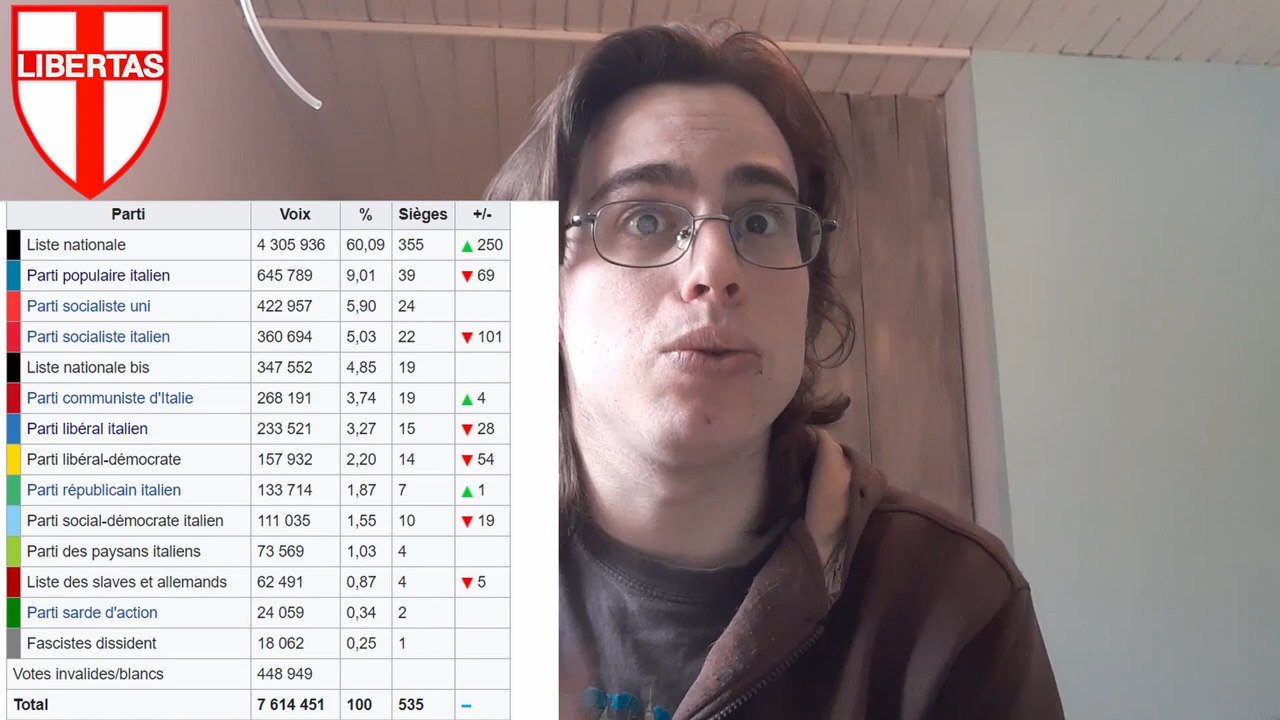 LIBERTAS
Parti Voix % Sièges +/-
Liste nationale 4 305 936 60,09 355 ▲ 250
Parti populaire italien 645 789 9,01 39 ▼ 69
Parti socialiste uni 422 957 5,90 24
Parti socialiste italien 360 694 5,03 22 ▼ 101
Liste nationale bis 347 552 4,85 19
Parti communiste d'Italie 268 191 3,74 19 ▲ 4
Parti libéral italien 233 521 3,27 15 ▼ 28
Parti libéral-démocrate 157 932 2,20 14 ▼ 54
Parti républicain italien 133 714 1,87 7 ▲ 1
Parti social-démocrate italien 111 035 1,55 10 ▼ 19
Parti des paysans italiens 73 569 1,03 4
Liste des slaves et allemands 62 491 0,87 4 ▼ 5
Parti sarde d'action 24 059 0,34 2
Fascistes dissident 18 062 0,25 1
Votes invalides/blancs 448 949
Total 7 614 451 100 535 –